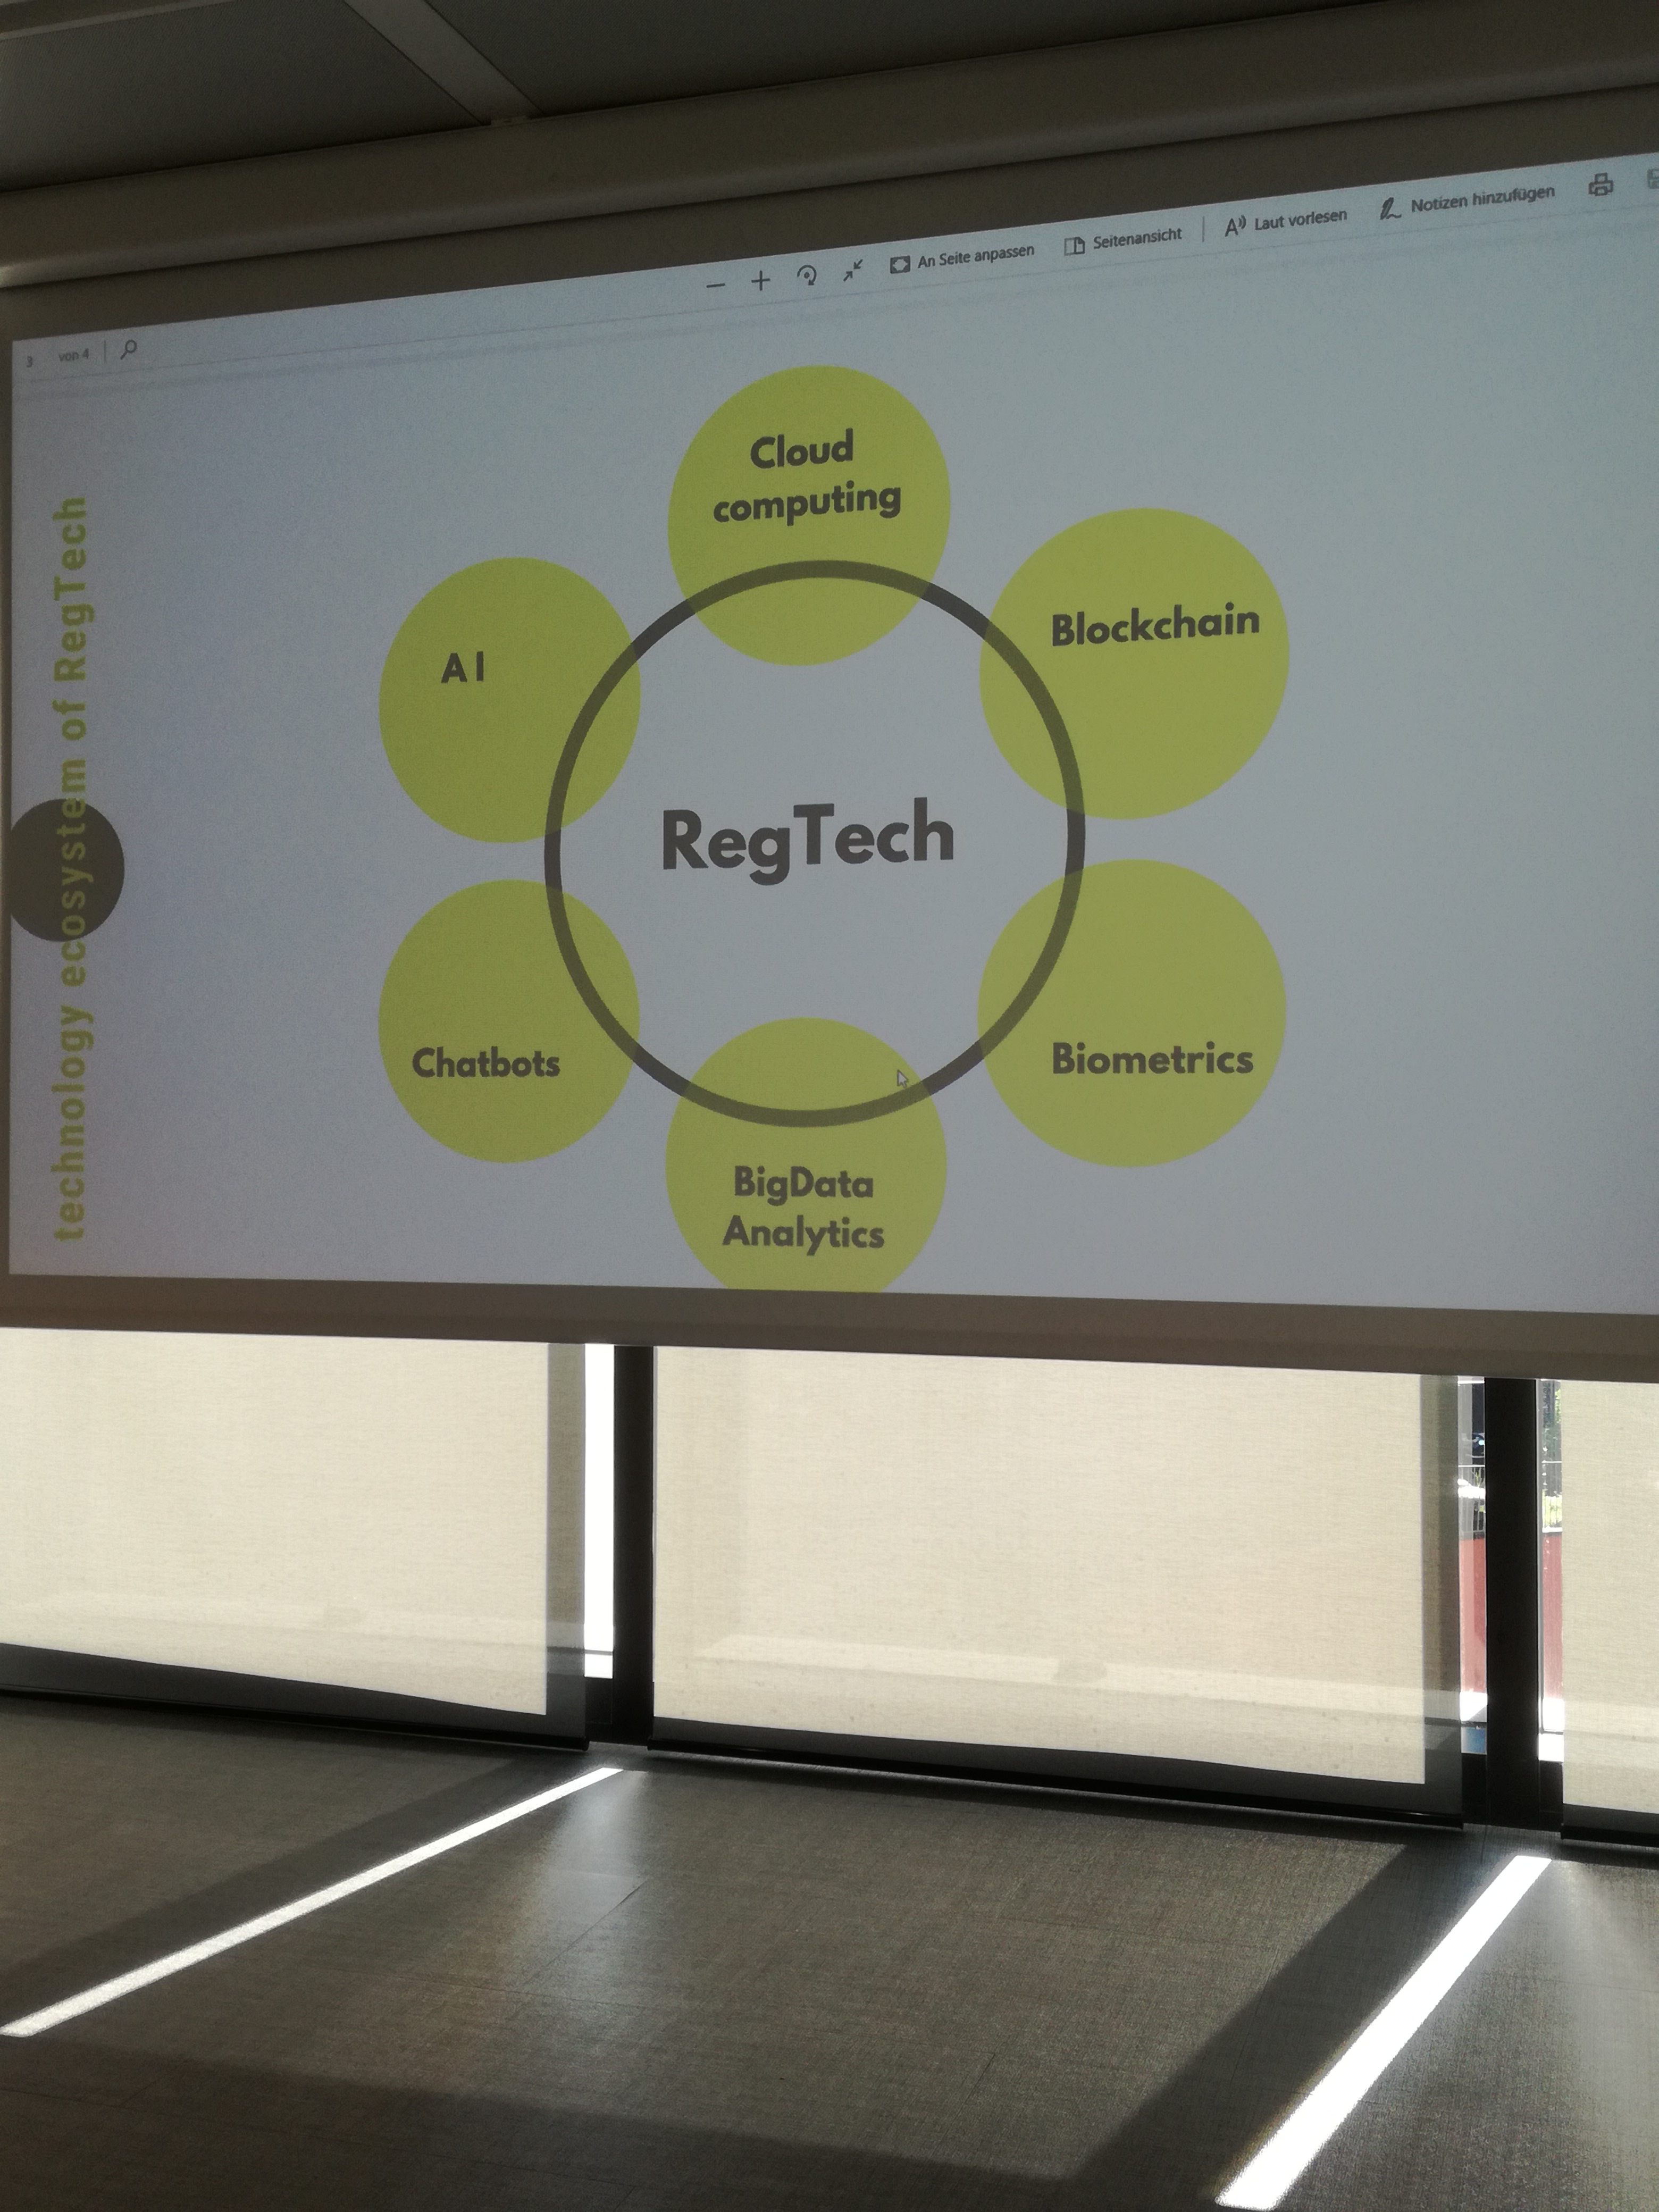 3 von 4
An Seite anpassen
Seitenansicht
Laut vorlesen
Notizen hinzufügen
technology ecosystem of RegTech
Cloud
computing
Blockchain
AI
RegTech
Chatbots
Biometrics
BigData
Analytics